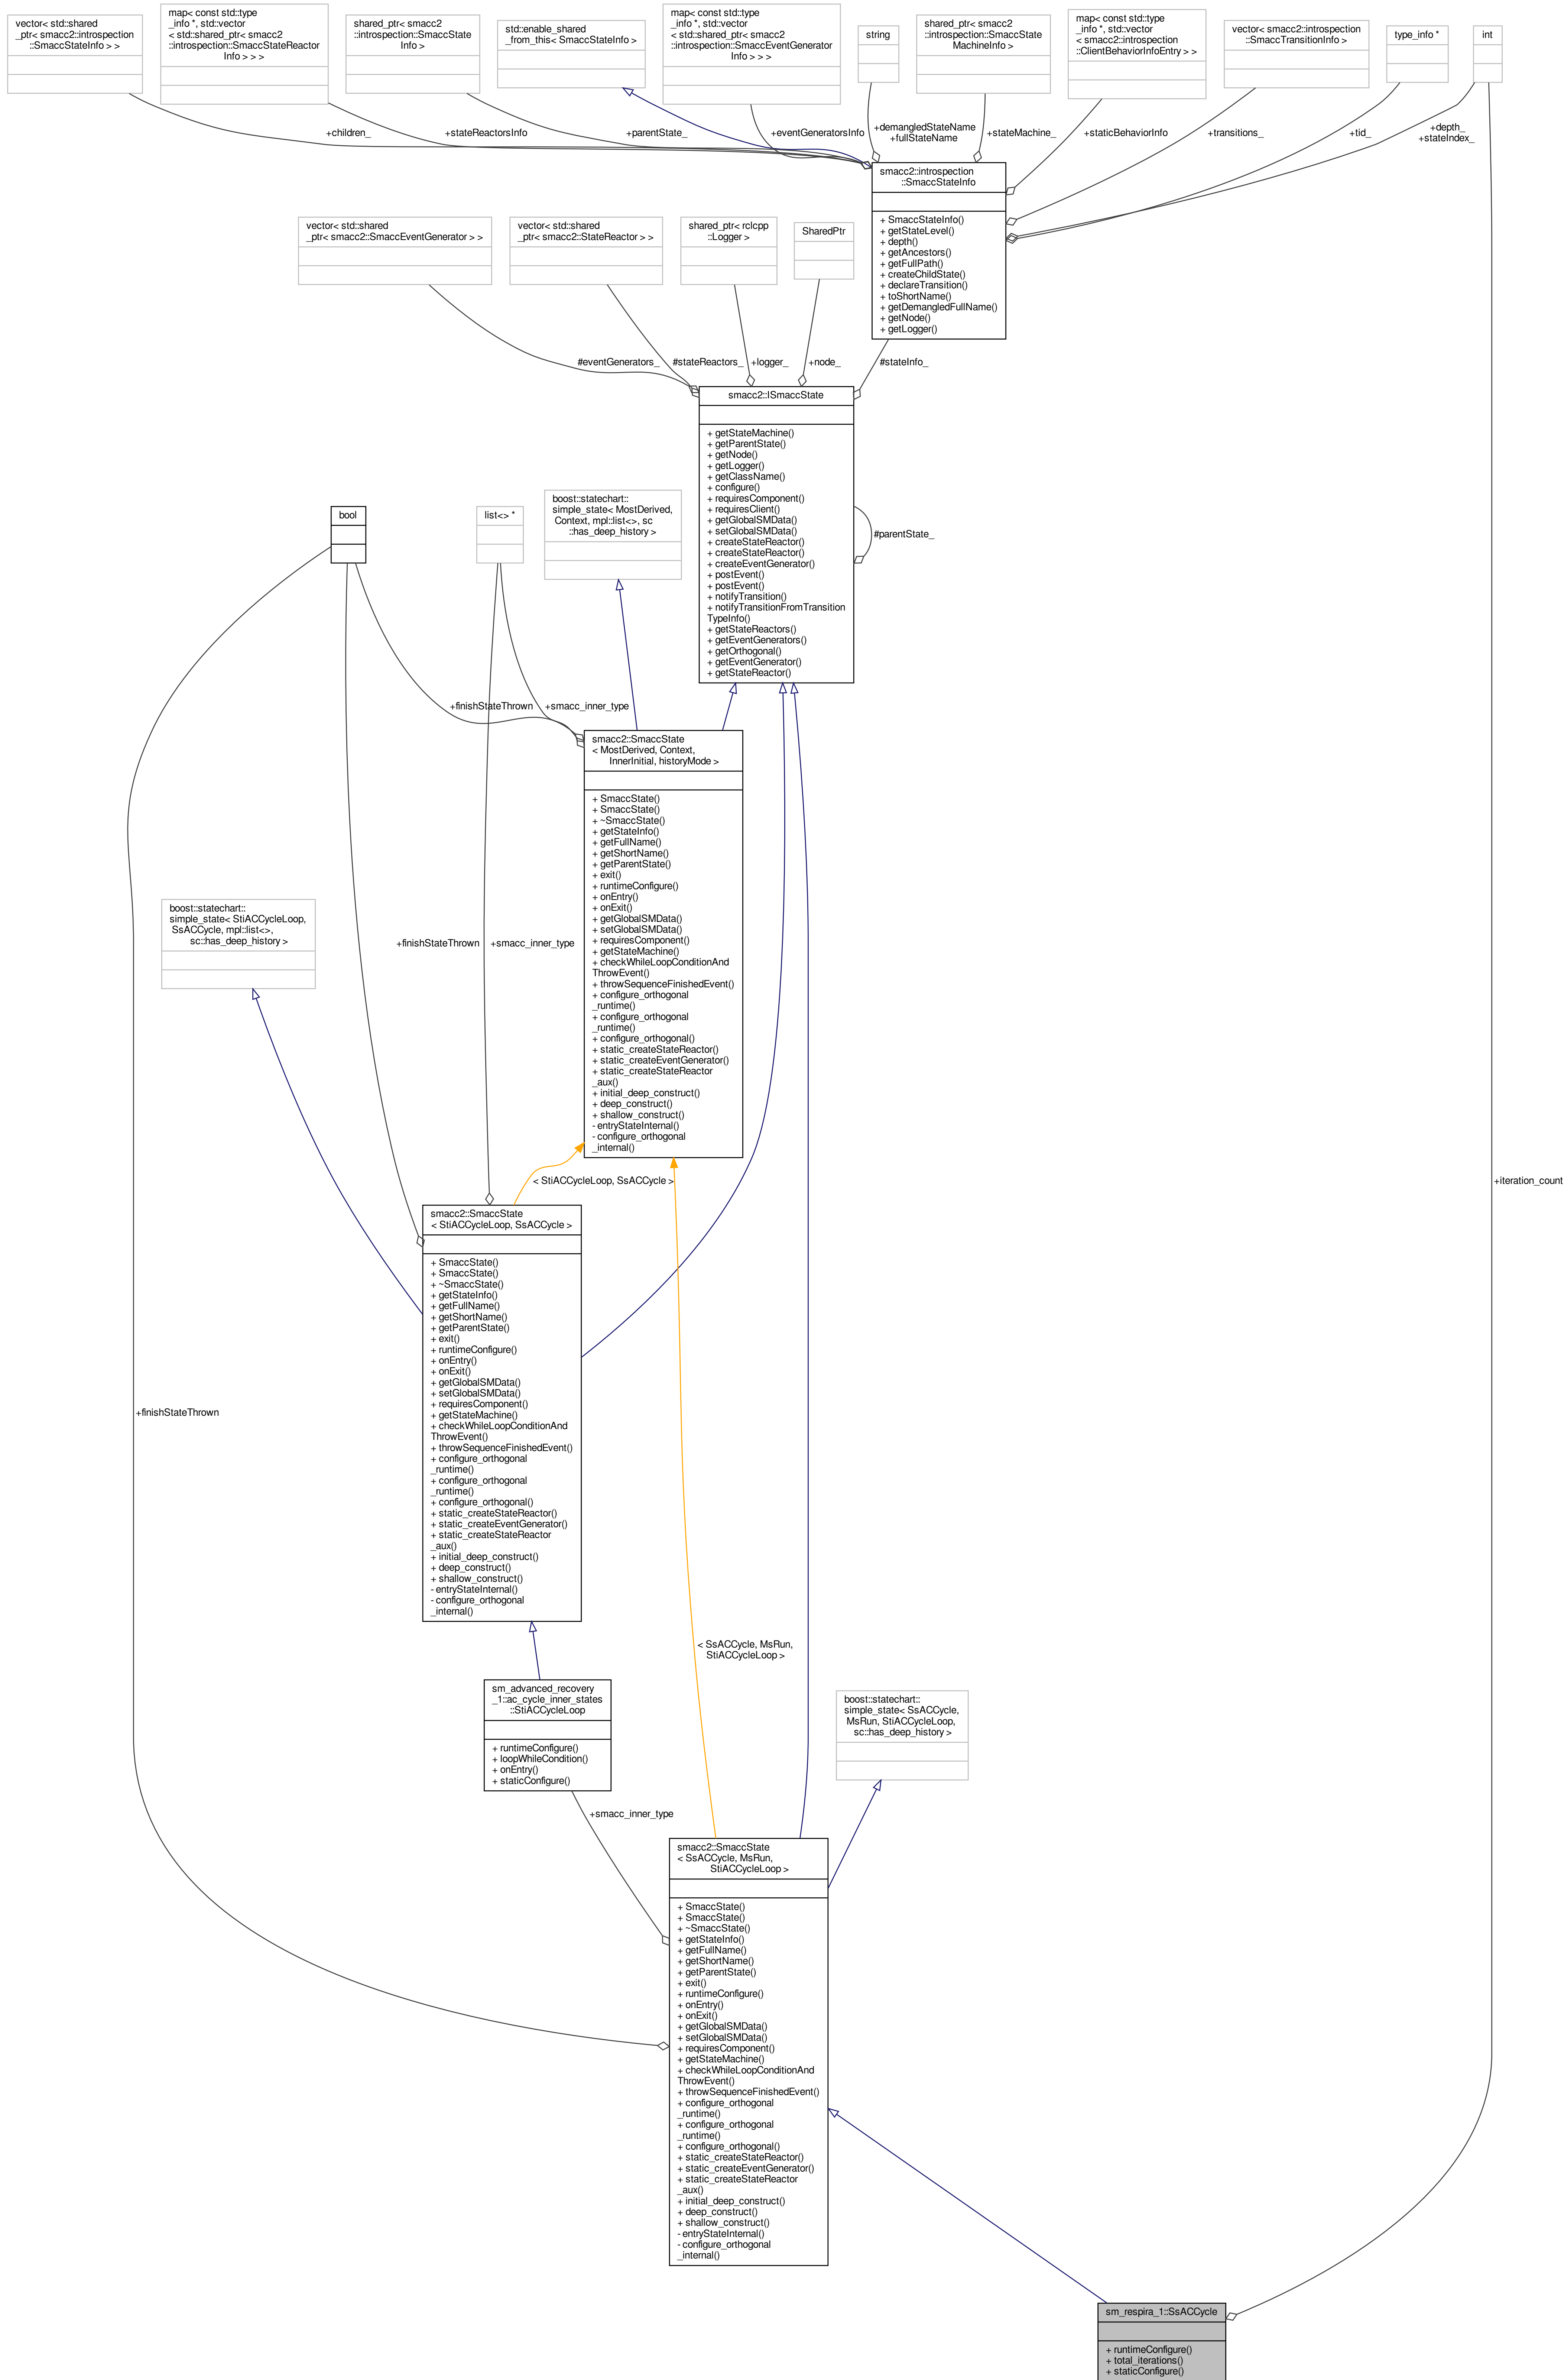 vector< std::shared
_ptr< smacc2::introspection
::SmaccStateInfo > >
map< const std::type
_info *, std::vector
< std::shared_ptr< smacc2
::introspection::SmaccStateReactor
Info > > >
shared_ptr< smacc2
::introspection::SmaccState
Info >
std::enable_shared
_from_this< SmaccStateInfo >
map< const std::type
_info *, std::vector
< std::shared_ptr< smacc2
::introspection::SmaccEventGenerator
Info > > >
string
shared_ptr< smacc2
::introspection::SmaccState
MachineInfo >
map< const std::type
_info *, std::vector
< smacc2::introspection
::ClientBehaviorInfoEntry > >
vector< smacc2::introspection
::SmaccTransitionInfo >
type_info *
int
+children_
+stateReactorsInfo
+parentState_
+eventGeneratorsInfo
+demangledStateName
+fullStateName
+stateMachine_
+staticBehaviorInfo
+transitions_
+tid_
+depth_
+stateIndex_
smacc2::introspection
::SmaccStateInfo
+ SmaccStateInfo()
+ getStateLevel()
+ depth()
+ getAncestors()
+ getFullPath()
+ createChildState()
+ declareTransition()
+ toShortName()
+ getDemangledFullName()
+ getNode()
+ getLogger()
vector< std::shared
_ptr< smacc2::SmaccEventGenerator > >
vector< std::shared
_ptr< smacc2::StateReactor > >
shared_ptr< rclcpp
::Logger >
SharedPtr
#eventGenerators_
#stateReactors_
+logger_
+node_
#stateInfo_
smacc2::ISmaccState
+ getStateMachine()
+ getParentState()
+ getNode()
+ getLogger()
+ getClassName()
+ configure()
+ requiresComponent()
+ requiresClient()
+ getGlobalSMData()
+ setGlobalSMData()
+ createStateReactor()
+ createStateReactor()
+ createEventGenerator()
+ postEvent()
+ postEvent()
+ notifyTransition()
+ notifyTransitionFromTransition
TypeInfo()
+ getStateReactors()
+ getEventGenerators()
+ getOrthogonal()
+ getEventGenerator()
+ getStateReactor()
#parentState_
bool
list<> *
boost::statechart::
simple_state< MostDerived,
Context, mpl::list<>, sc
::has_deep_history >
+finishStateThrown
+smacc_inner_type
smacc2::SmaccState
< MostDerived, Context,
InnerInitial, historyMode >
+ SmaccState()
+ SmaccState()
+ ~SmaccState()
+ getStateInfo()
+ getFullName()
+ getShortName()
+ getParentState()
+ exit()
+ runtimeConfigure()
+ onEntry()
+ onExit()
+ getGlobalSMData()
+ setGlobalSMData()
+ requiresComponent()
+ getStateMachine()
+ checkWhileLoopConditionAnd
ThrowEvent()
+ throwSequenceFinishedEvent()
+ configure_orthogonal
_runtime()
+ configure_orthogonal
_runtime()
+ configure_orthogonal()
+ static_createStateReactor()
+ static_createEventGenerator()
+ static_createStateReactor
_aux()
+ initial_deep_construct()
+ deep_construct()
+ shallow_construct()
- entryStateInternal()
- configure_orthogonal
_internal()
boost::statechart::
simple_state< StiACCycleLoop,
SsACCycle, mpl::list<>,
sc::has_deep_history >
+finishStateThrown
+smacc_inner_type
< StiACCycleLoop, SsACCycle >
+iteration_count
smacc2::SmaccState
< StiACCycleLoop, SsACCycle >
+ SmaccState()
+ SmaccState()
+ ~SmaccState()
+ getStateInfo()
+ getFullName()
+ getShortName()
+ getParentState()
+ exit()
+ runtimeConfigure()
+ onEntry()
+ onExit()
+ getGlobalSMData()
+ setGlobalSMData()
+ requiresComponent()
+ getStateMachine()
+ checkWhileLoopConditionAnd
ThrowEvent()
+ throwSequenceFinishedEvent()
+ configure_orthogonal
_runtime()
+ configure_orthogonal
_runtime()
+ configure_orthogonal()
+ static_createStateReactor()
+ static_createEventGenerator()
+ static_createStateReactor
_aux()
+ initial_deep_construct()
+ deep_construct()
+ shallow_construct()
- entryStateInternal()
- configure_orthogonal
_internal()
+finishStateThrown
< SsACCycle, MsRun,
StiACCycleLoop >
sm_advanced_recovery
_1::ac_cycle_inner_states
::StiACCycleLoop
+ runtimeConfigure()
+ loopWhileCondition()
+ onEntry()
+ staticConfigure()
boost::statechart::
simple_state< SsACCycle,
MsRun, StiACCycleLoop,
sc::has_deep_history >
+smacc_inner_type
smacc2::SmaccState
< SsACCycle, MsRun,
StiACCycleLoop >
+ SmaccState()
+ SmaccState()
+ ~SmaccState()
+ getStateInfo()
+ getFullName()
+ getShortName()
+ getParentState()
+ exit()
+ runtimeConfigure()
+ onEntry()
+ onExit()
+ getGlobalSMData()
+ setGlobalSMData()
+ requiresComponent()
+ getStateMachine()
+ checkWhileLoopConditionAnd
ThrowEvent()
+ throwSequenceFinishedEvent()
+ configure_orthogonal
_runtime()
+ configure_orthogonal
_runtime()
+ configure_orthogonal()
+ static_createStateReactor()
+ static_createEventGenerator()
+ static_createStateReactor
_aux()
+ initial_deep_construct()
+ deep_construct()
+ shallow_construct()
- entryStateInternal()
- configure_orthogonal
_internal()
sm_respira_1::SsACCycle
+ runtimeConfigure()
+ total_iterations()
+ staticConfigure()